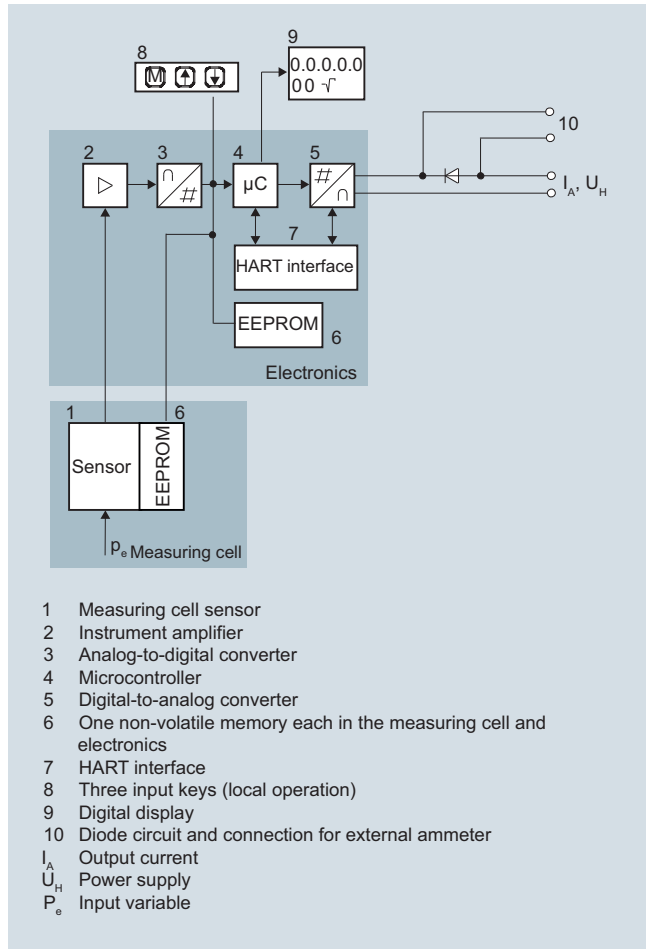 8
M
9
0.0.0.0.0
00 √
10
2
3
4
5
∩
#
µC
#
∩
I_A, U_H
7
HART interface
EEPROM
6
Electronics
1
6
Sensor
EEPROM
p_e Measuring cell
1 Measuring cell sensor
2 Instrument amplifier
3 Analog-to-digital converter
4 Microcontroller
5 Digital-to-analog converter
6 One non-volatile memory each in the measuring cell and
electronics
7 HART interface
8 Three input keys (local operation)
9 Digital display
10 Diode circuit and connection for external ammeter
I_A Output current
U_H Power supply
P_e Input variable